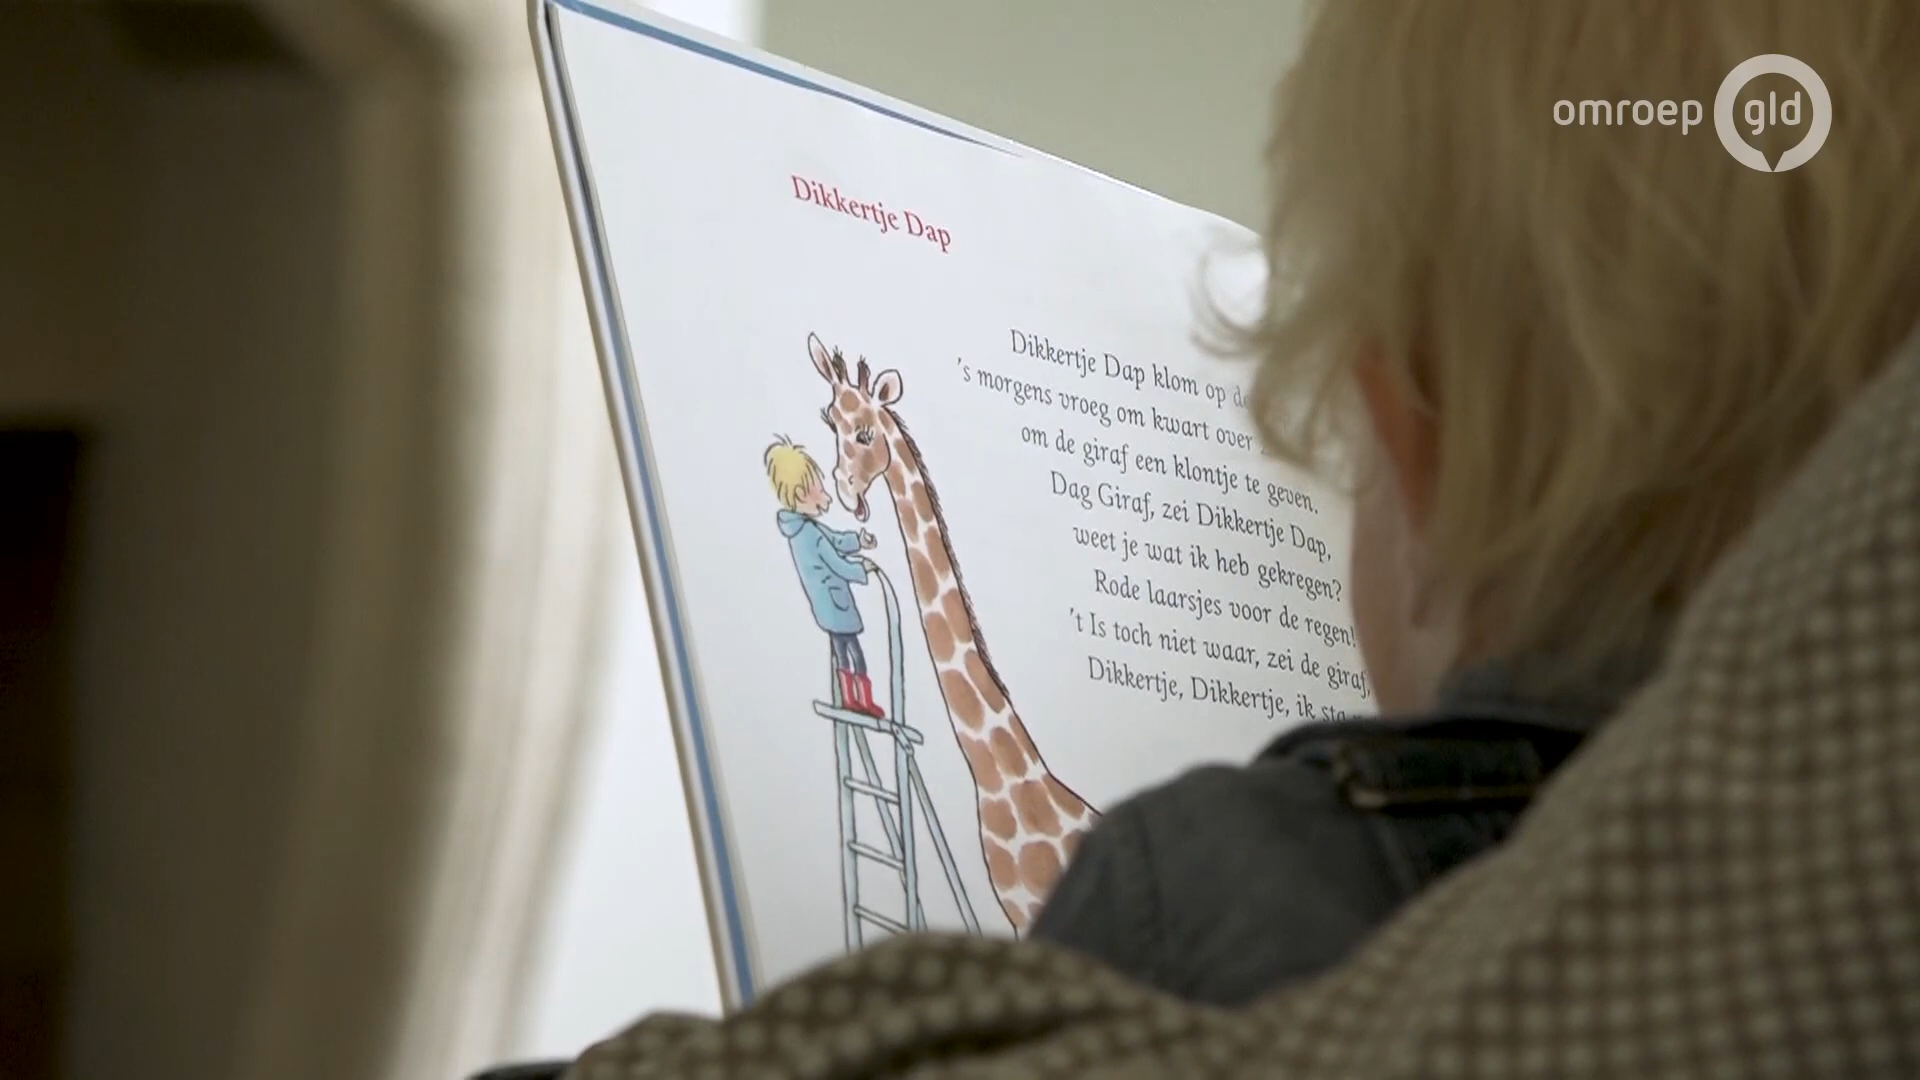 omroep gld
Dikkertje Dap
Dikkertje Dap klom op
's morgens vroeg om kwart over
om de giraf een klontje te geven.
Dag Giraf, zei Dikkertje Dap,
weet je wat ik heb gekregen?
Rode laarsjes voor de regen!
't Is toch niet waar, zei de giraf,
Dikkertje, Dikkertje, ik